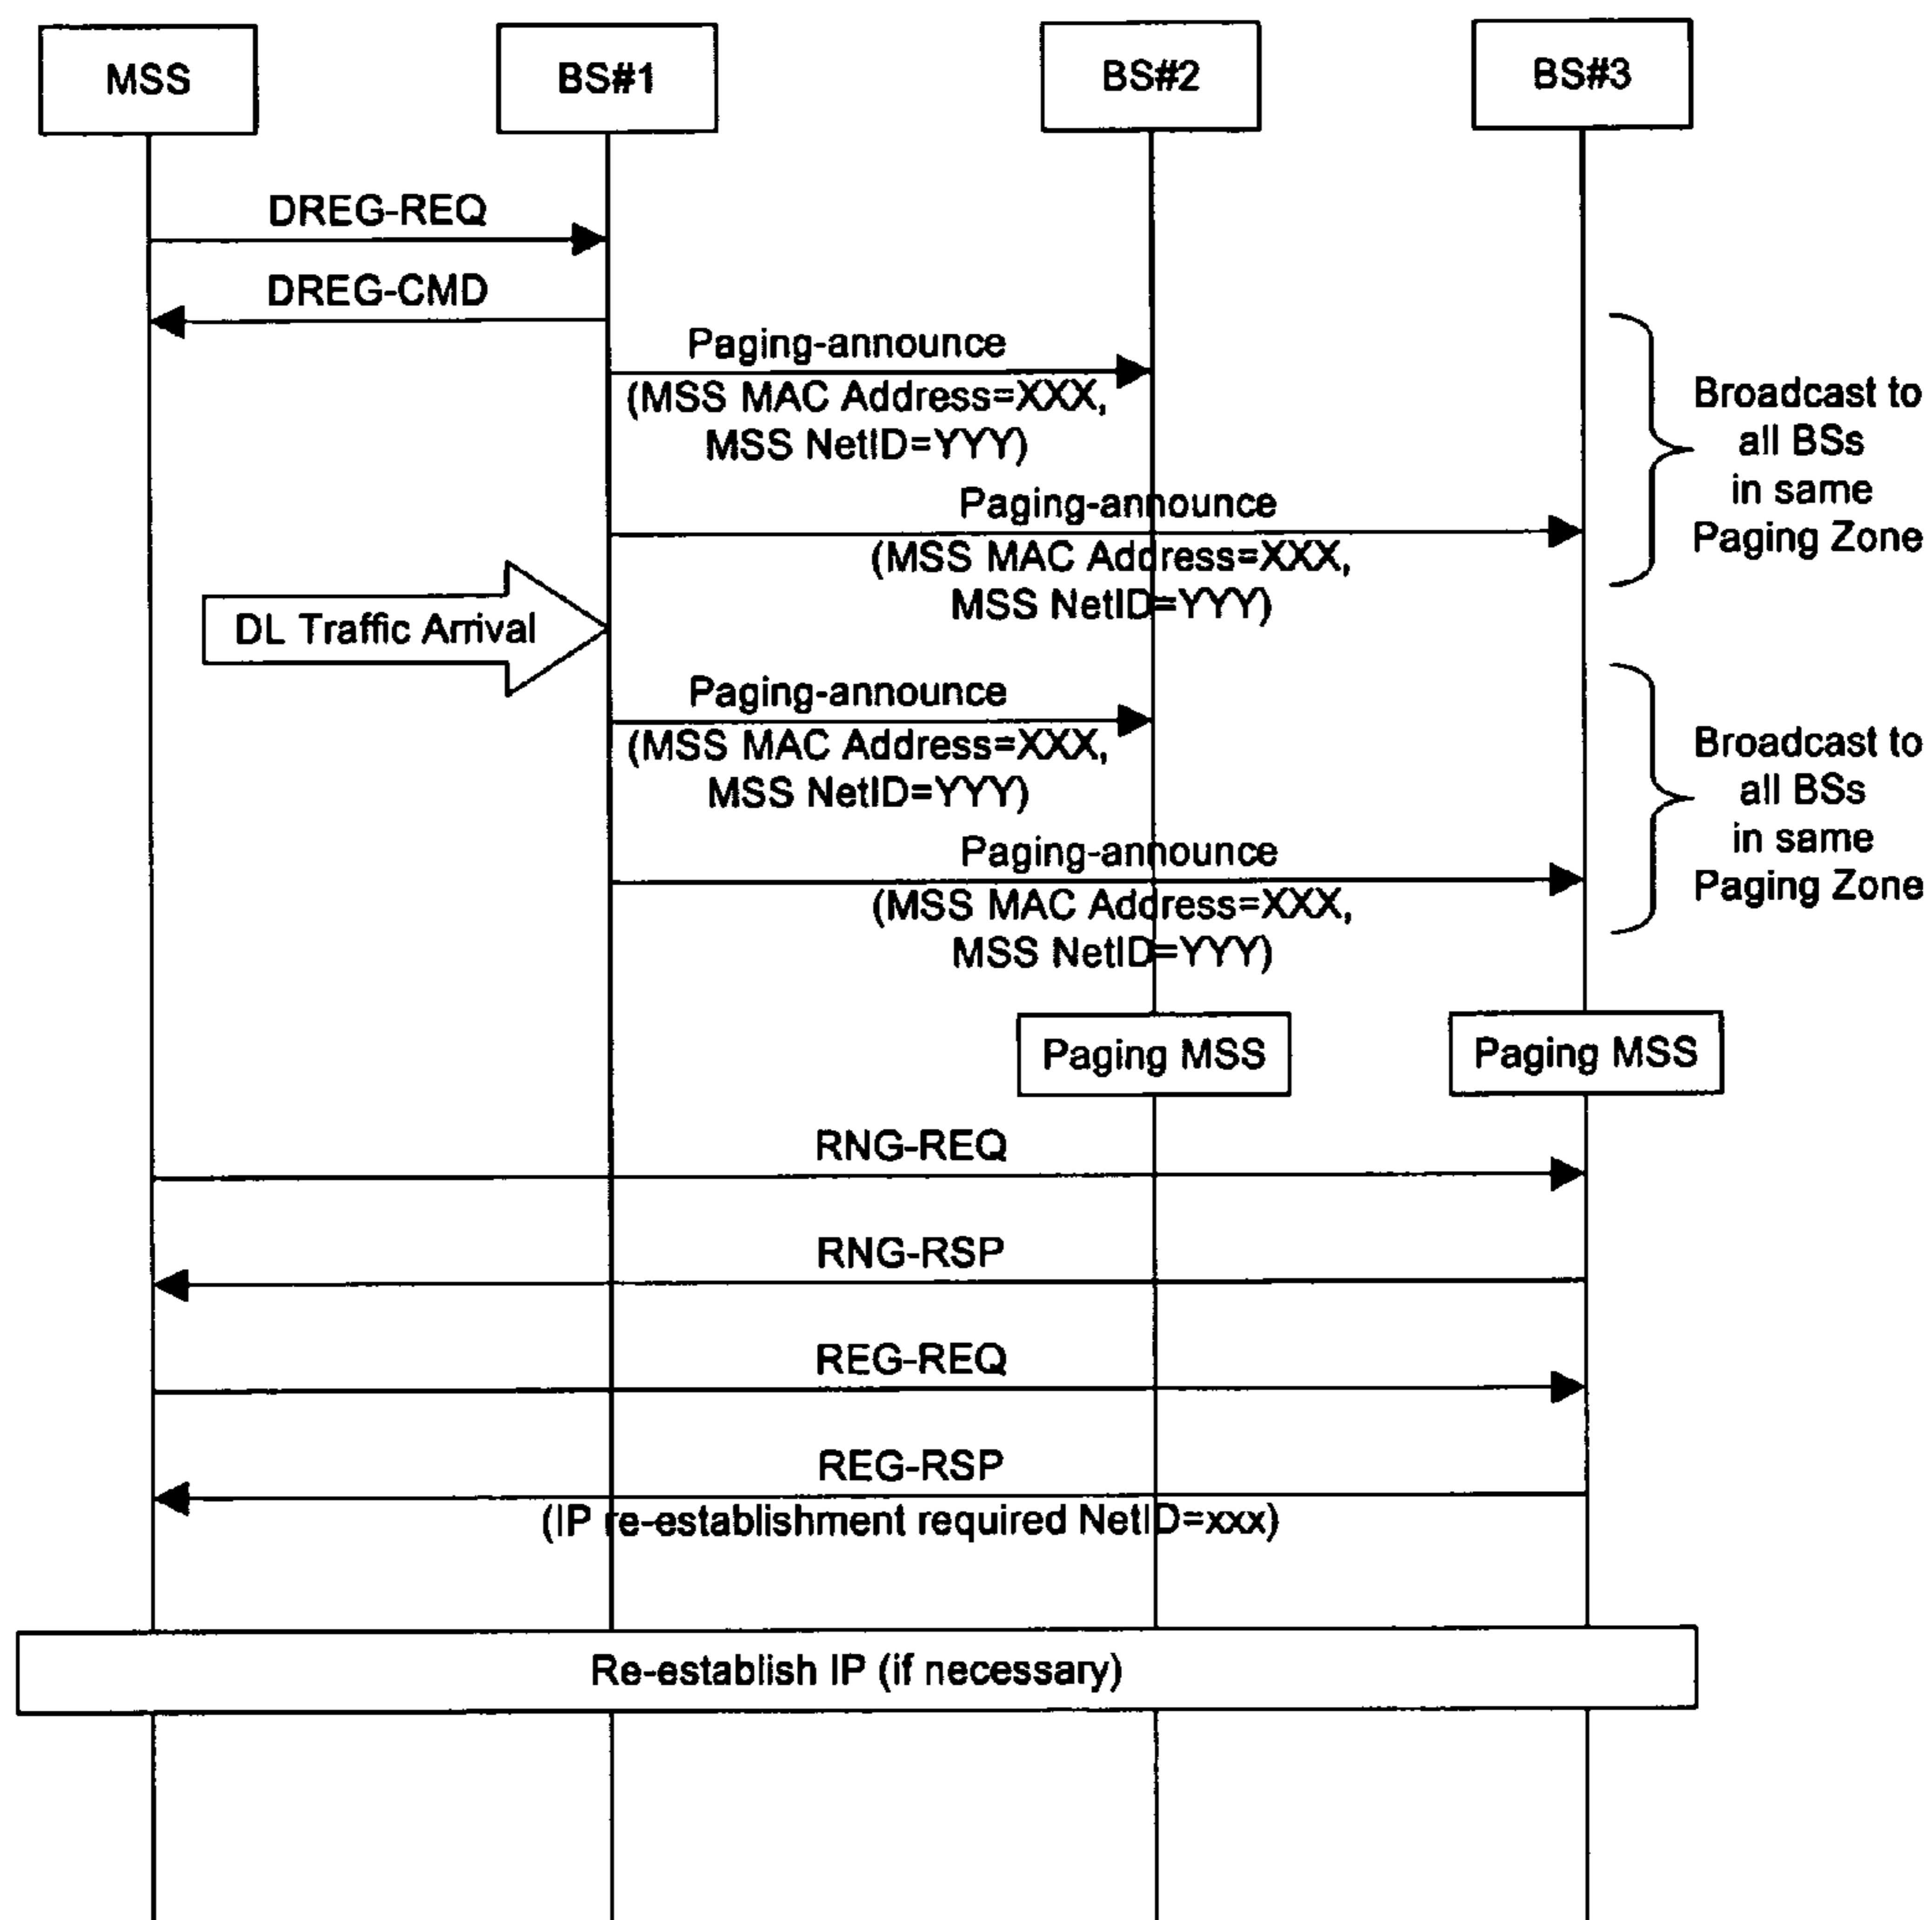 MSS
BS#1
BS#2
BS#3
DREG-REQ
DREG-CMD
Paging-announce
(MSS MAC Address=XXX,
MSS NetID=YYY)
Paging-announce
(MSS MAC Address=XXX,
MSS NetID=YYY)
Broadcast to
all BSs
in same
Paging Zone
DL Traffic Arrival
Paging-announce
(MSS MAC Address=XXX,
MSS NetID=YYY)
Paging-announce
(MSS MAC Address=XXX,
MSS NetID=YYY)
Broadcast to
all BSs
in same
Paging Zone
Paging MSS
Paging MSS
RNG-REQ
RNG-RSP
REG-REQ
REG-RSP
(IP re-establishment required NetID=xxx)
Re-establish IP (if necessary)